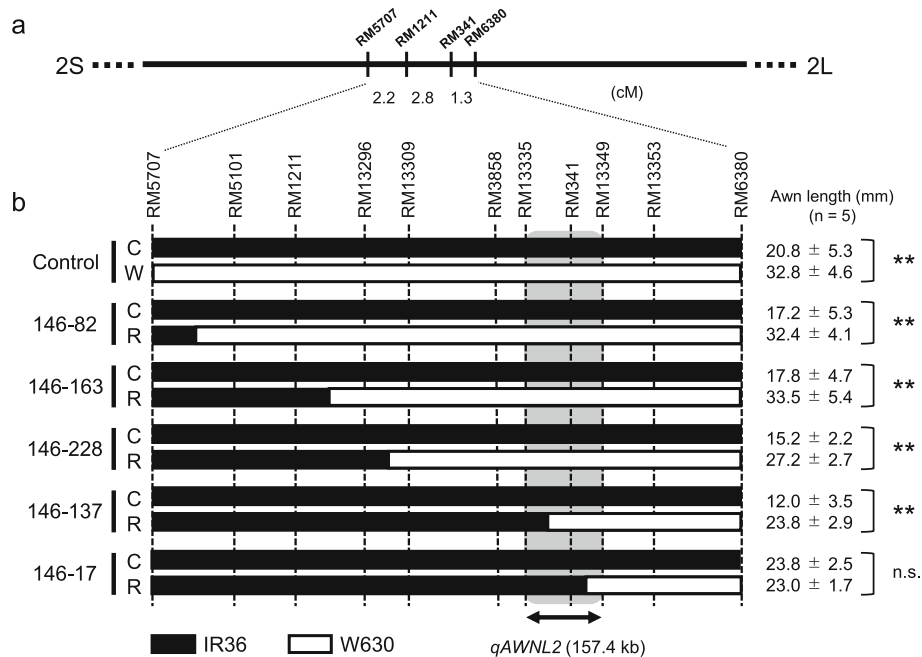 a
RM5707 RM1211 RM341 RM6380
2S 2L
2.2 2.8 1.3 (cM)
RM5707 RM5101 RM1211 RM13296 RM13309 RM3858 RM13335 RM341 RM13349 RM13353 RM6380
b
Awn length (mm)
(n = 5)
Control C 20.8 ± 5.3 **
W 32.8 ± 4.6
146-82 C 17.2 ± 5.3 **
R 32.4 ± 4.1
146-163 C 17.8 ± 4.7 **
R 33.5 ± 5.4
146-228 C 15.2 ± 2.2 **
R 27.2 ± 2.7
146-137 C 12.0 ± 3.5 **
R 23.8 ± 2.9
146-17 C 23.8 ± 2.5 n.s.
R 23.0 ± 1.7
IR36 W630 qAWNL2 (157.4 kb)